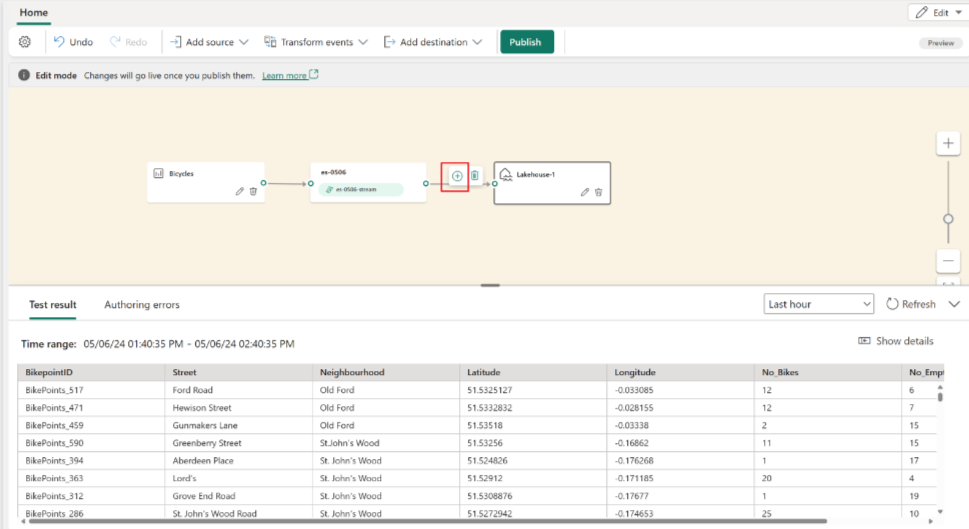 Home
Edit
Undo
Redo
Add source
Transform events
Add destination
Publish
Preview
Edit mode Changes will go live once you publish them. Learn more
Bicycles
es-0506
es-0506-stream
Lakehouse-1
Test result
Authoring errors
Last hour
Refresh
Time range: 05/06/24 01:40:35 PM - 05/06/24 02:40:35 PM
Show details
BikepointID Street Neighbourhood Latitude Longitude No_Bikes No_Empt
BikePoints_517 Ford Road Old Ford 51.5325127 -0.033085 12 6
BikePoints_471 Hewison Street Old Ford 51.5332832 -0.028155 12 7
BikePoints_459 Gunmakers Lane Old Ford 51.53518 -0.03338 2 15
BikePoints_590 Greenberry Street St.John's Wood 51.53256 -0.16862 11 15
BikePoints_394 Aberdeen Place St. John's Wood 51.524826 -0.176268 1 17
BikePoints_363 Lord's St. John's Wood 51.52912 -0.171185 20 4
BikePoints_312 Grove End Road St. John's Wood 51.5308876 -0.17677 1 19
BikePoints_286 St. John's Wood Road St. John's Wood 51.5272942 -0.174653 25 10